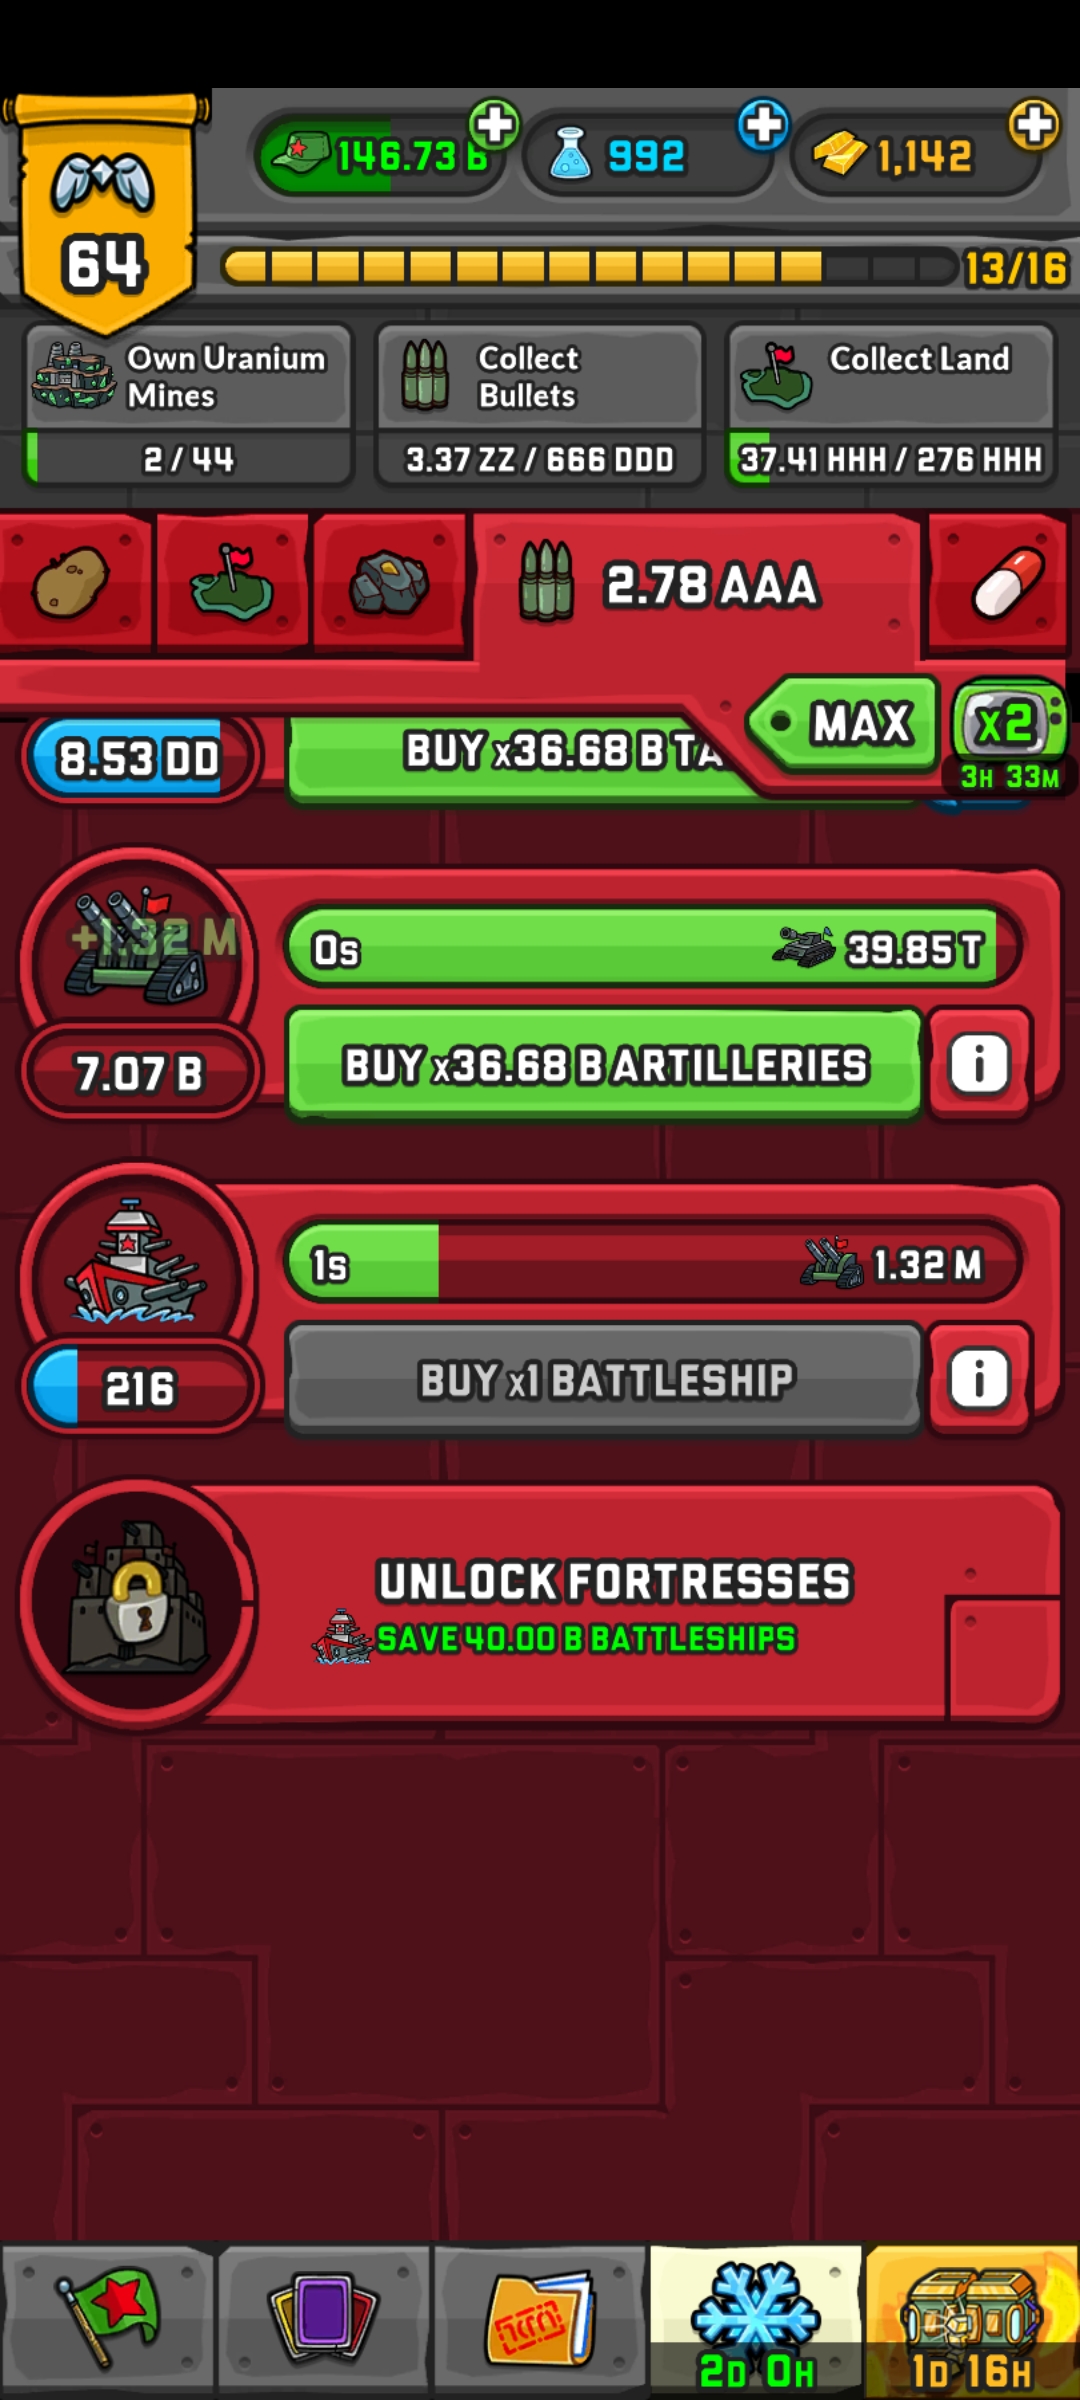 64
146.73 B
992
1,142
13/16
Own Uranium
Mines
2 / 44
Collect
Bullets
3.37 ZZ / 666 DDD
Collect Land
37.41 HHH / 276 HHH
2.78 AAA
MAX
x2
3H 33M
8.53 DD
BUY x36.68 B TA
+1.32 M
0s
39.85 T
7.07 B
BUY x36.68 B ARTILLERIES
i
1s
1.32 M
216
BUY x1 BATTLESHIP
i
UNLOCK FORTRESSES
SAVE 40.00 B BATTLESHIPS
2D 0H
1D 16H